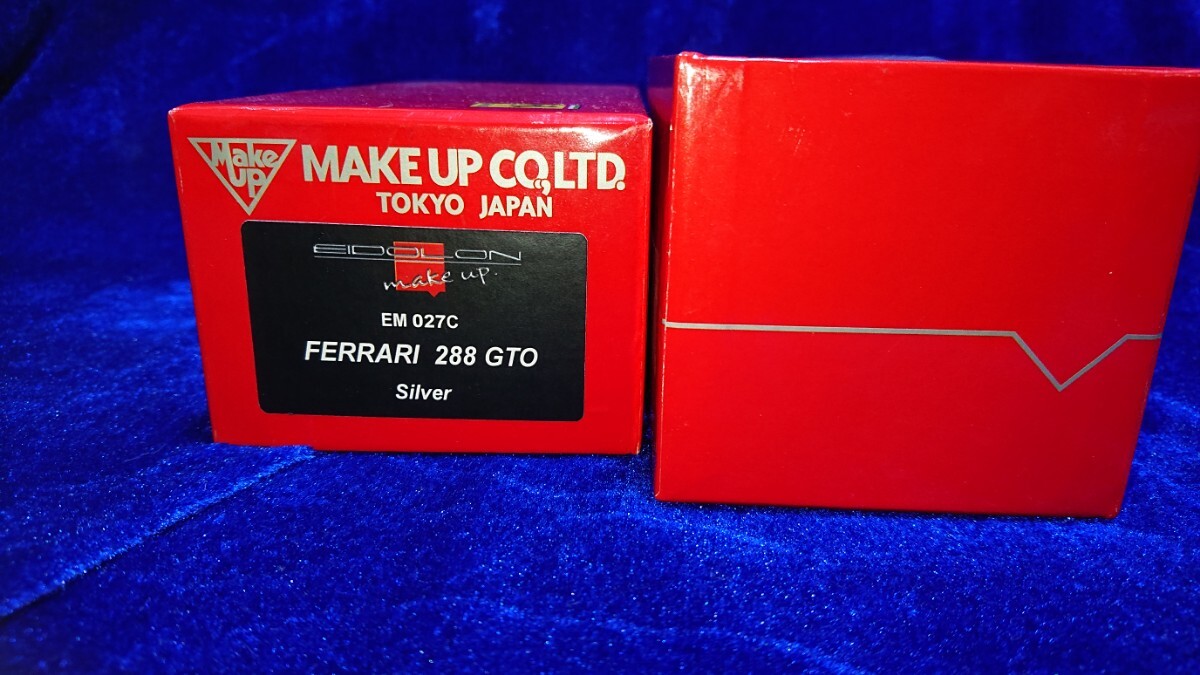 Make
Up
MAKE UP CO.,LTD.
TOKYO JAPAN
EIDOLON
make up.
EM 027C
FERRARI 288 GTO
Silver